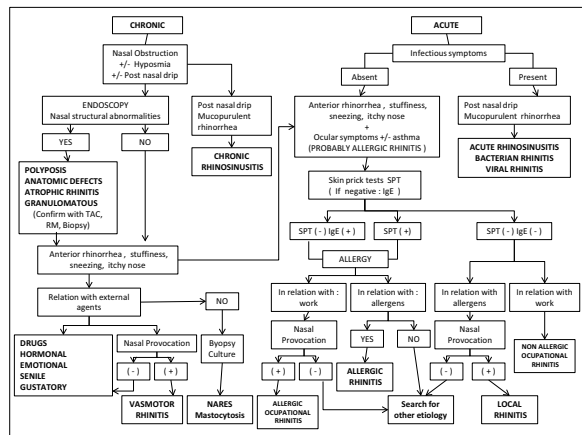 CHRONIC
Nasal Obstruction
+/- Hyposmia
+/- Post nasal drip
ENDOSCOPY
Nasal structural abnormalities
YES
NO
POLYPOSIS
ANATOMIC DEFECTS
ATROPHIC RHINITIS
GRANULOMATOUS
(Confirm with TAC,
RM, Biopsy)
Post nasal drip
Mucopurulent
rhinorrhea
CHRONIC
RHINOSINUSITIS
Anterior rhinorrhea , stuffiness,
sneezing, itchy nose
Relation with external
agents
NO
DRUGS
HORMONAL
EMOTIONAL
SENILE
GUSTATORY
Nasal Provocation
( - )
( + )
VASMOTOR
RHINITIS
Byopsy
Culture
NARES
Mastocytosis
ACUTE
Infectious symptoms
Absent
Present
Anterior rhinorrhea, stuffiness,
sneezing, itchy nose
+
Ocular symptoms +/- asthma
(PROBABLY ALLERGIC RHINITIS )
Post nasal drip
Mucopurulent rhinorrhea
ACUTE RHINOSINUSITIS
BACTERIAN RHINITIS
VIRAL RHINITIS
Skin prick tests SPT
( If negative : IgE )
SPT ( - ) IgE ( + )
SPT ( + )
SPT ( - ) IgE ( - )
ALLERGY
In relation with :
work
In relation with :
allergens
In relation with
allergens
In relation with
work
Nasal
Provocation
YES
NO
Nasal
Provocation
NON ALLERGIC
OCUPATIONAL
RHINITIS
( + )
( - )
ALLERGIC
RHINITIS
( - )
( + )
ALLERGIC
OCUPATIONAL
RHINITIS
Search for
other etiology
LOCAL
RHINITIS